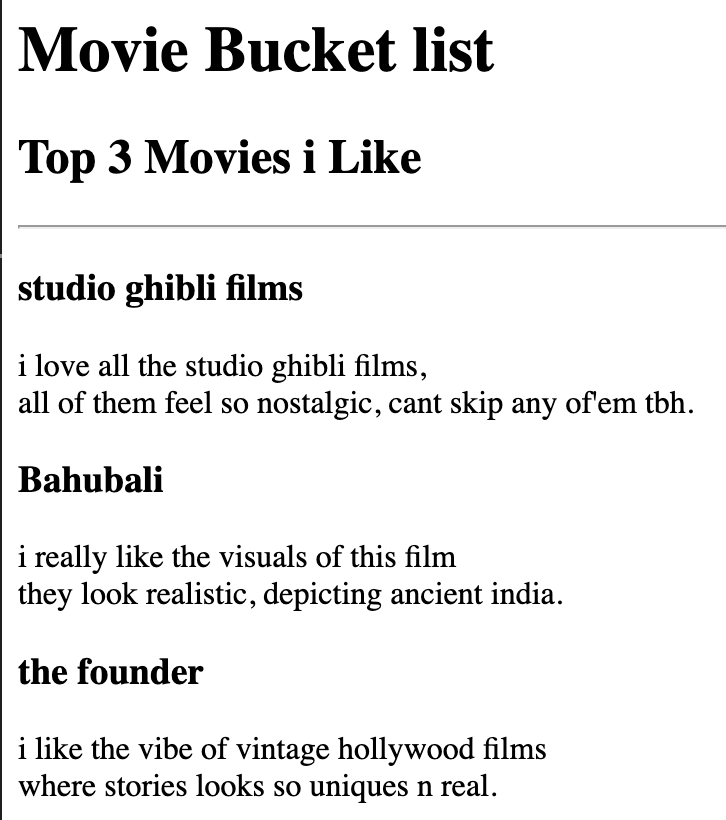 Movie Bucket list
Top 3 Movies i Like
studio ghibli films
i love all the studio ghibli films,
all of them feel so nostalgic, cant skip any of'em tbh.
Bahubali
i really like the visuals of this film
they look realistic, depicting ancient india.
the founder
i like the vibe of vintage hollywood films
where stories looks so uniques n real.